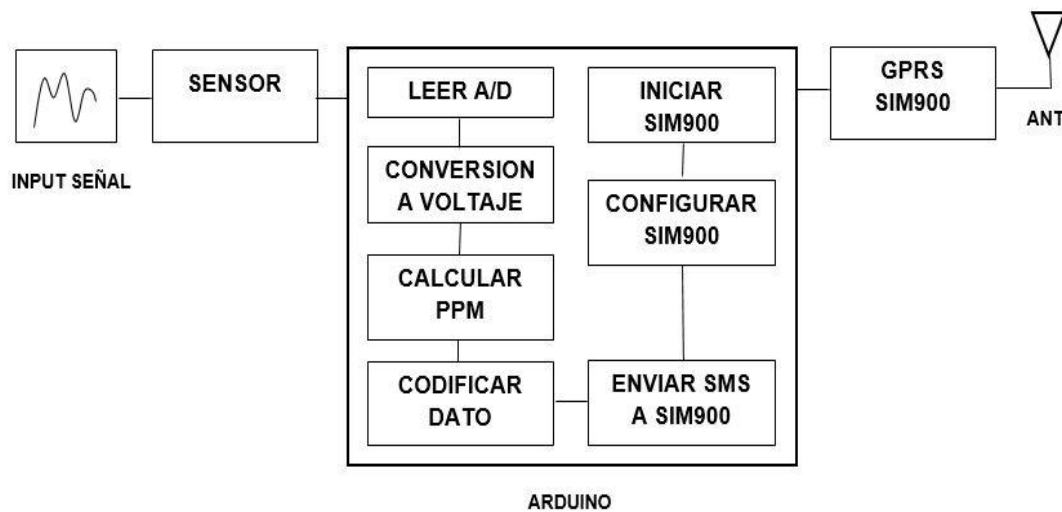 INPUT SEÑAL
SENSOR
LEER A/D
CONVERSION
A VOLTAJE
CALCULAR
PPM
CODIFICAR
DATO
INICIAR
SIM900
CONFIGURAR
SIM900
ENVIAR SMS
A SIM900
ARDUINO
GPRS
SIM900
ANT